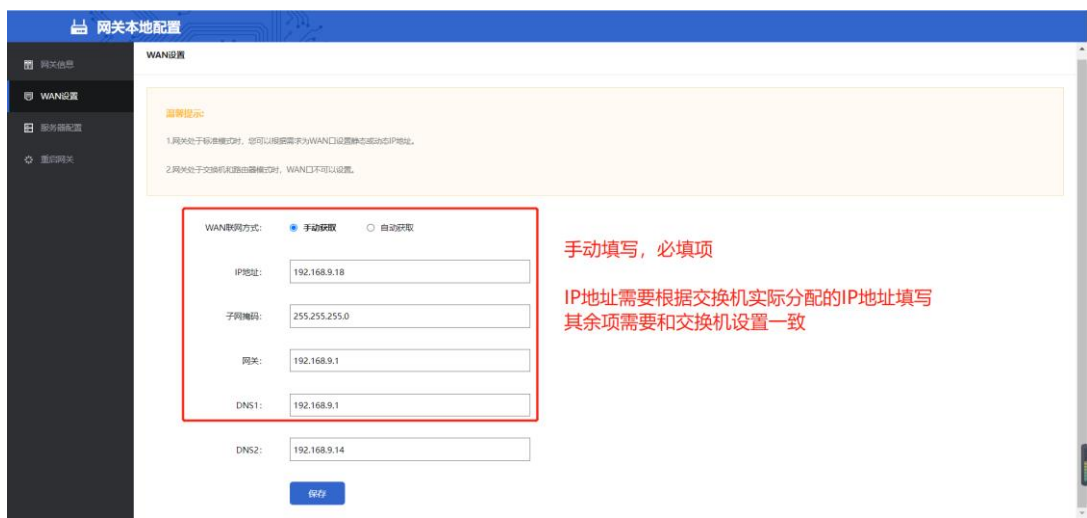 网关本地配置
网关信息
WAN设置
服务器配置
重启网关
WAN设置
温馨提示:
1.网关处于标准模式时，您可以根据需求为WAN口设置静态或动态IP地址。
2.网关处于交换机和路由器模式时，WAN口不可以设置。
WAN联网方式: 手动获取 自动获取
IP地址: 192.168.9.18
子网掩码: 255.255.255.0
网关: 192.168.9.1
DNS1: 192.168.9.1
DNS2: 192.168.9.14
保存
手动填写，必填项
IP地址需要根据交换机实际分配的IP地址填写
其余项需要和交换机设置一致